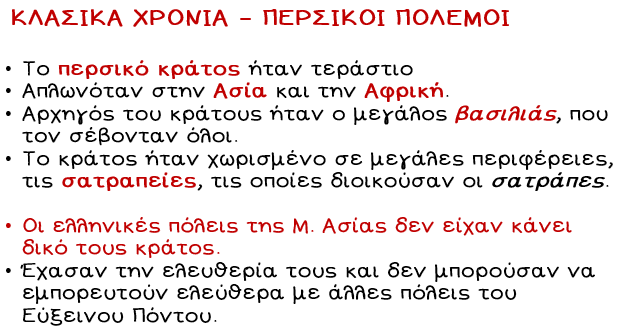 ΚΛΑΣΙΚΑ ΧΡΟΝΙΑ – ΠΕΡΣΙΚΟΙ ΠΟΛΕΜΟΙ
• Το περσικό κράτος ήταν τεράστιο
• Απλωνόταν στην Ασία και την Αφρική.
• Αρχηγός του κράτους ήταν ο μεγάλος βασιλιάς, που
τον σέβονταν όλοι.
• Το κράτος ήταν χωρισμένο σε μεγάλες περιφέρειες,
τις σατραπείες, τις οποίες διοικούσαν οι σατράπες.
• Οι ελληνικές πόλεις της Μ. Ασίας δεν είχαν κάνει
δικό τους κράτος.
• Έχασαν την ελευθερία τους και δεν μπορούσαν να
εμπορευτούν ελεύθερα με άλλες πόλεις του
Εύξεινου Πόντου.